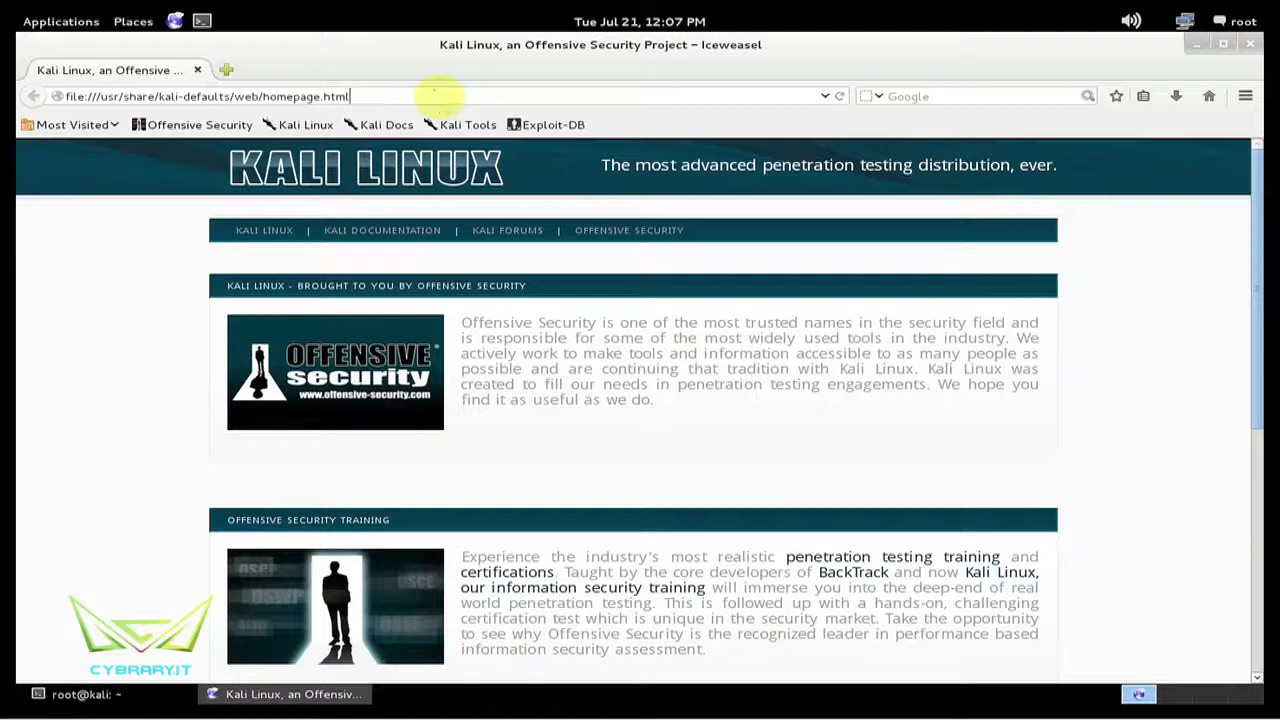 Applications Places Tue Jul 21, 12:07 PM root
Kali Linux, an Offensive Security Project – Iceweasel
Kali Linux, an Offensive ...
file:///usr/share/kali-defaults/web/homepage.html Google
Most Visited Offensive Security Kali Linux Kali Docs Kali Tools Exploit-DB
KALI LINUX The most advanced penetration testing distribution, ever.
KALI LINUX | KALI DOCUMENTATION | KALI FORUMS | OFFENSIVE SECURITY
KALI LINUX - BROUGHT TO YOU BY OFFENSIVE SECURITY
OFFENSIVE
security
www.offensive-security.com
Offensive Security is one of the most trusted names in the security field and
is responsible for some of the most widely used tools in the industry. We
actively work to make tools and information accessible to as many people as
possible and are continuing that tradition with Kali Linux. Kali Linux was
created to fill our needs in penetration testing engagements. We hope you
find it as useful as we do.
OFFENSIVE SECURITY TRAINING
Experience the industry's most realistic penetration testing training and
certifications. Taught by the core developers of BackTrack and now Kali Linux,
our information security training will immerse you into the deep-end of real
world penetration testing. This is followed up with a hands-on, challenging
certification test which is unique in the security market. Take the opportunity
to see why Offensive Security is the recognized leader in performance based
information security assessment.
CYBRARY.IT
root@kali: ~ Kali Linux, an Offensiv...